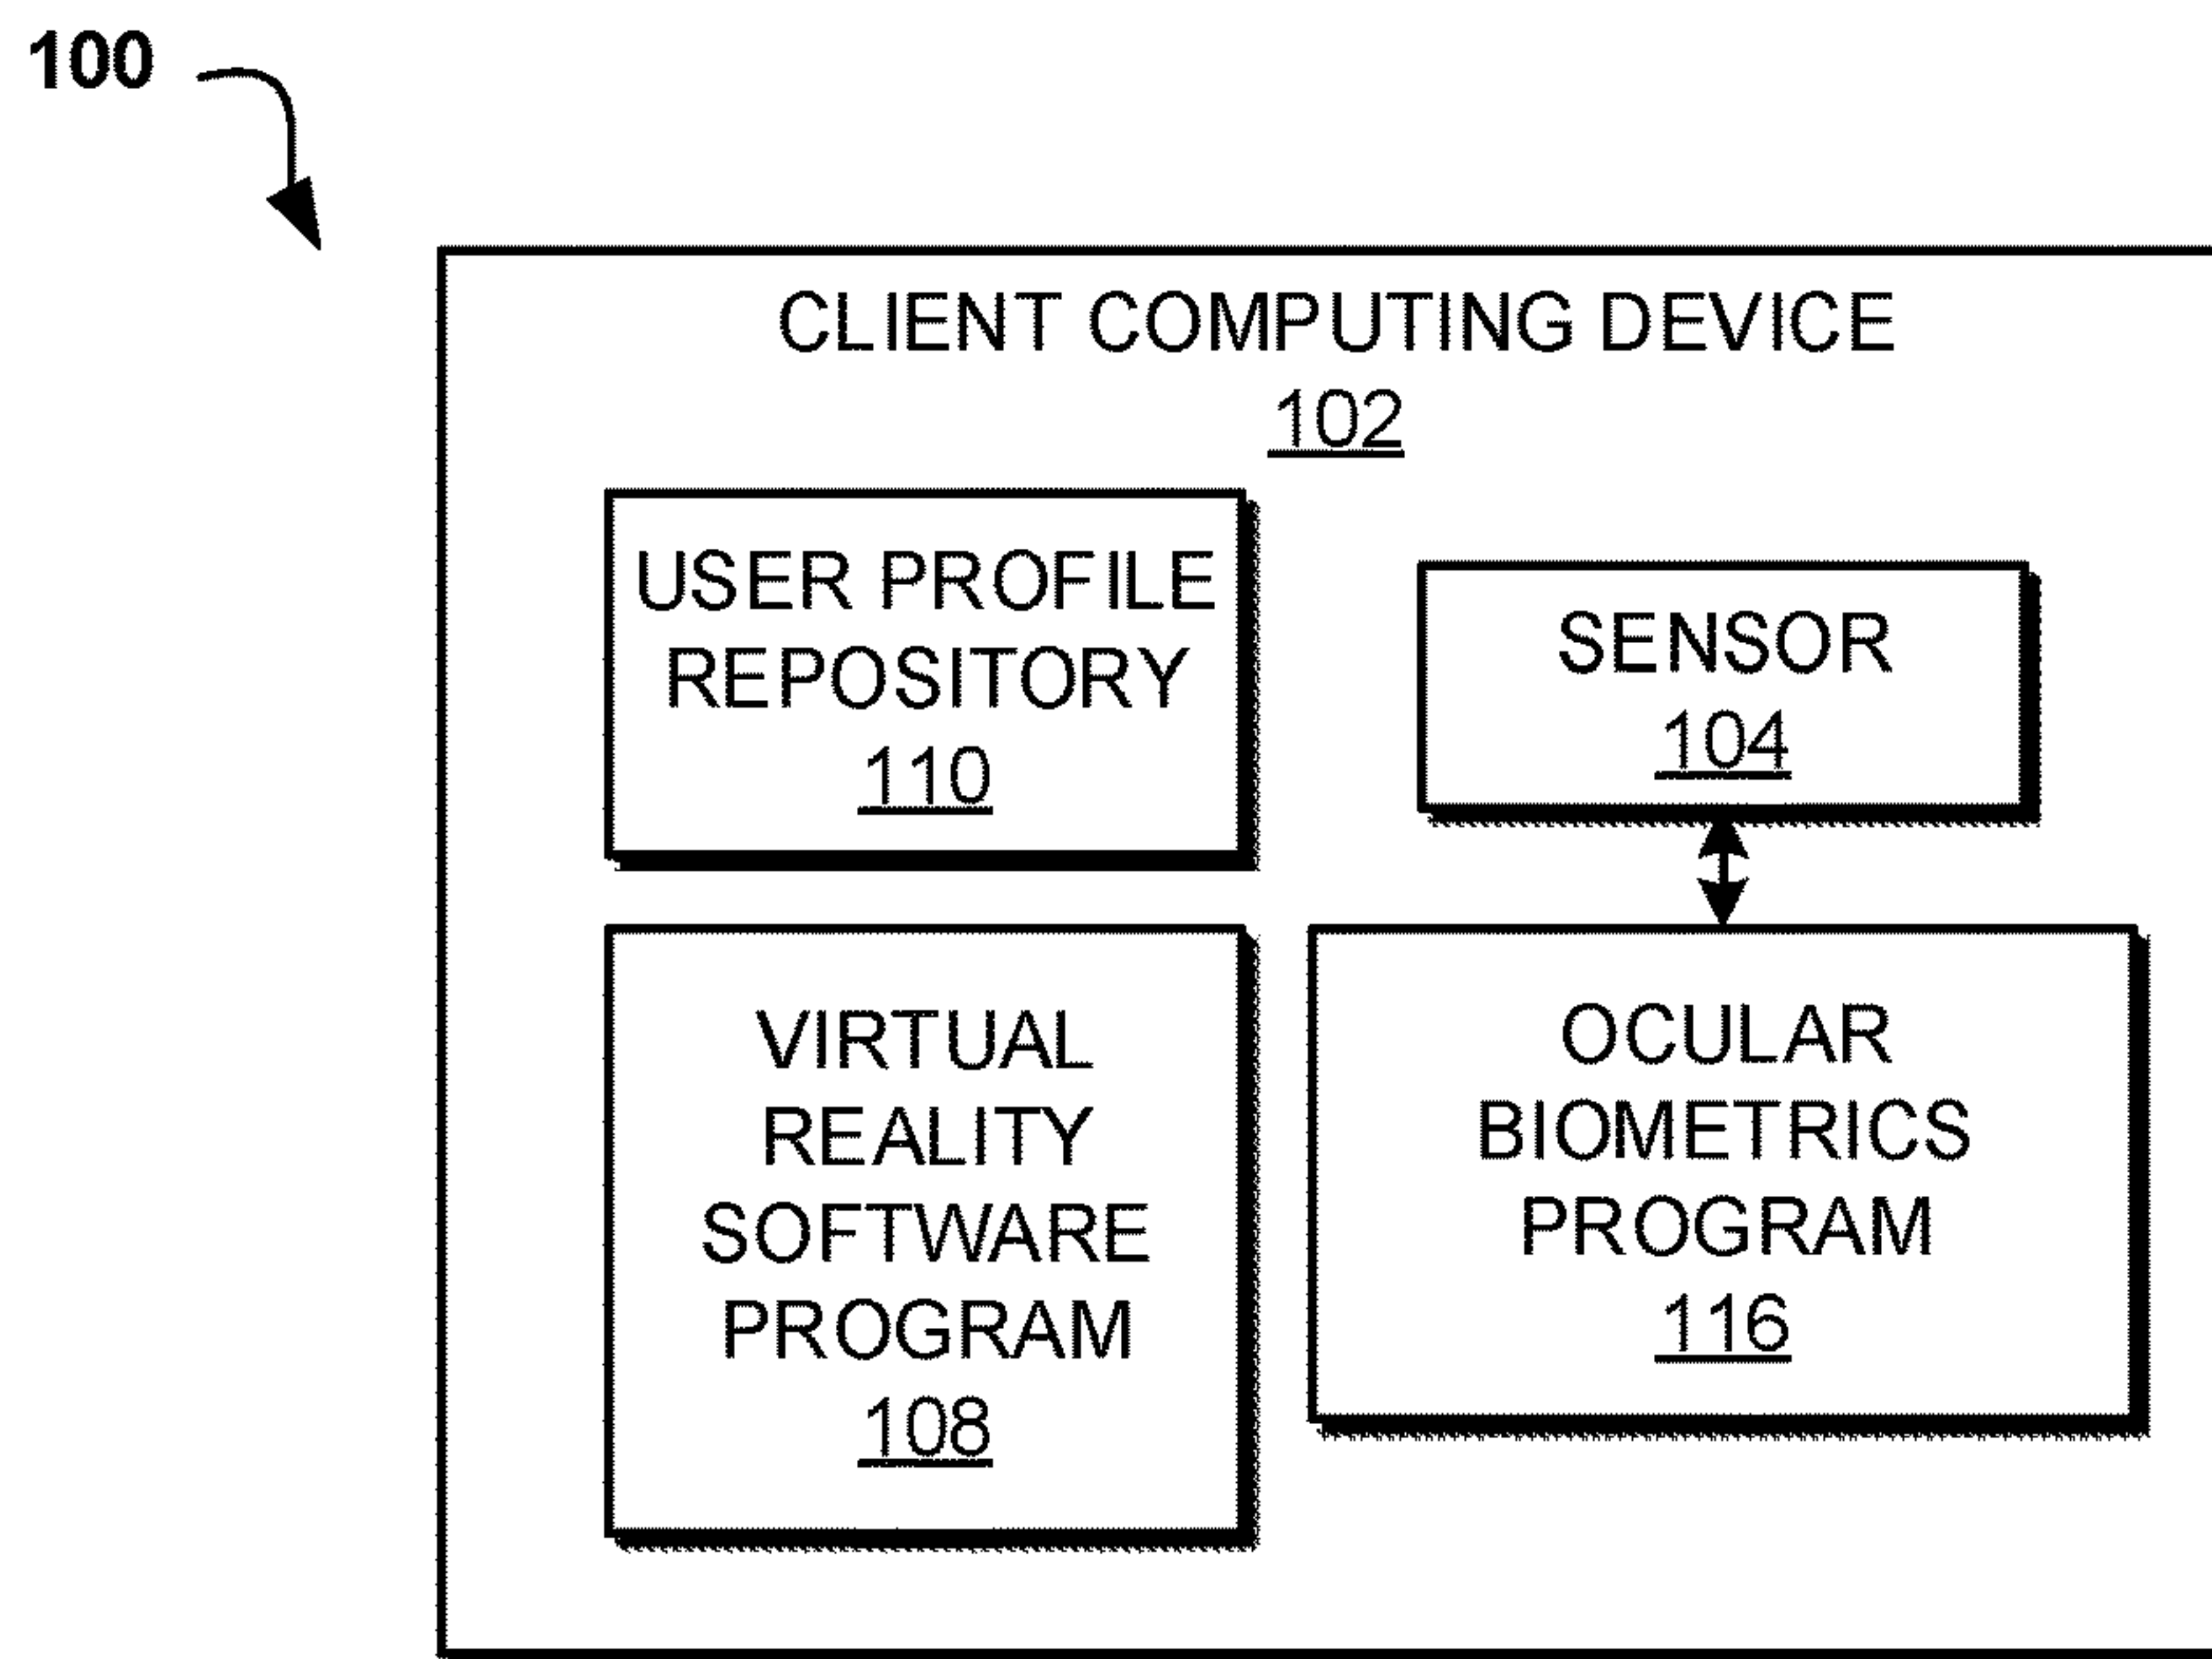 100
CLIENT COMPUTING DEVICE
102
USER PROFILE
REPOSITORY
110
SENSOR
104
VIRTUAL
REALITY
SOFTWARE
PROGRAM
108
OCULAR
BIOMETRICS
PROGRAM
116